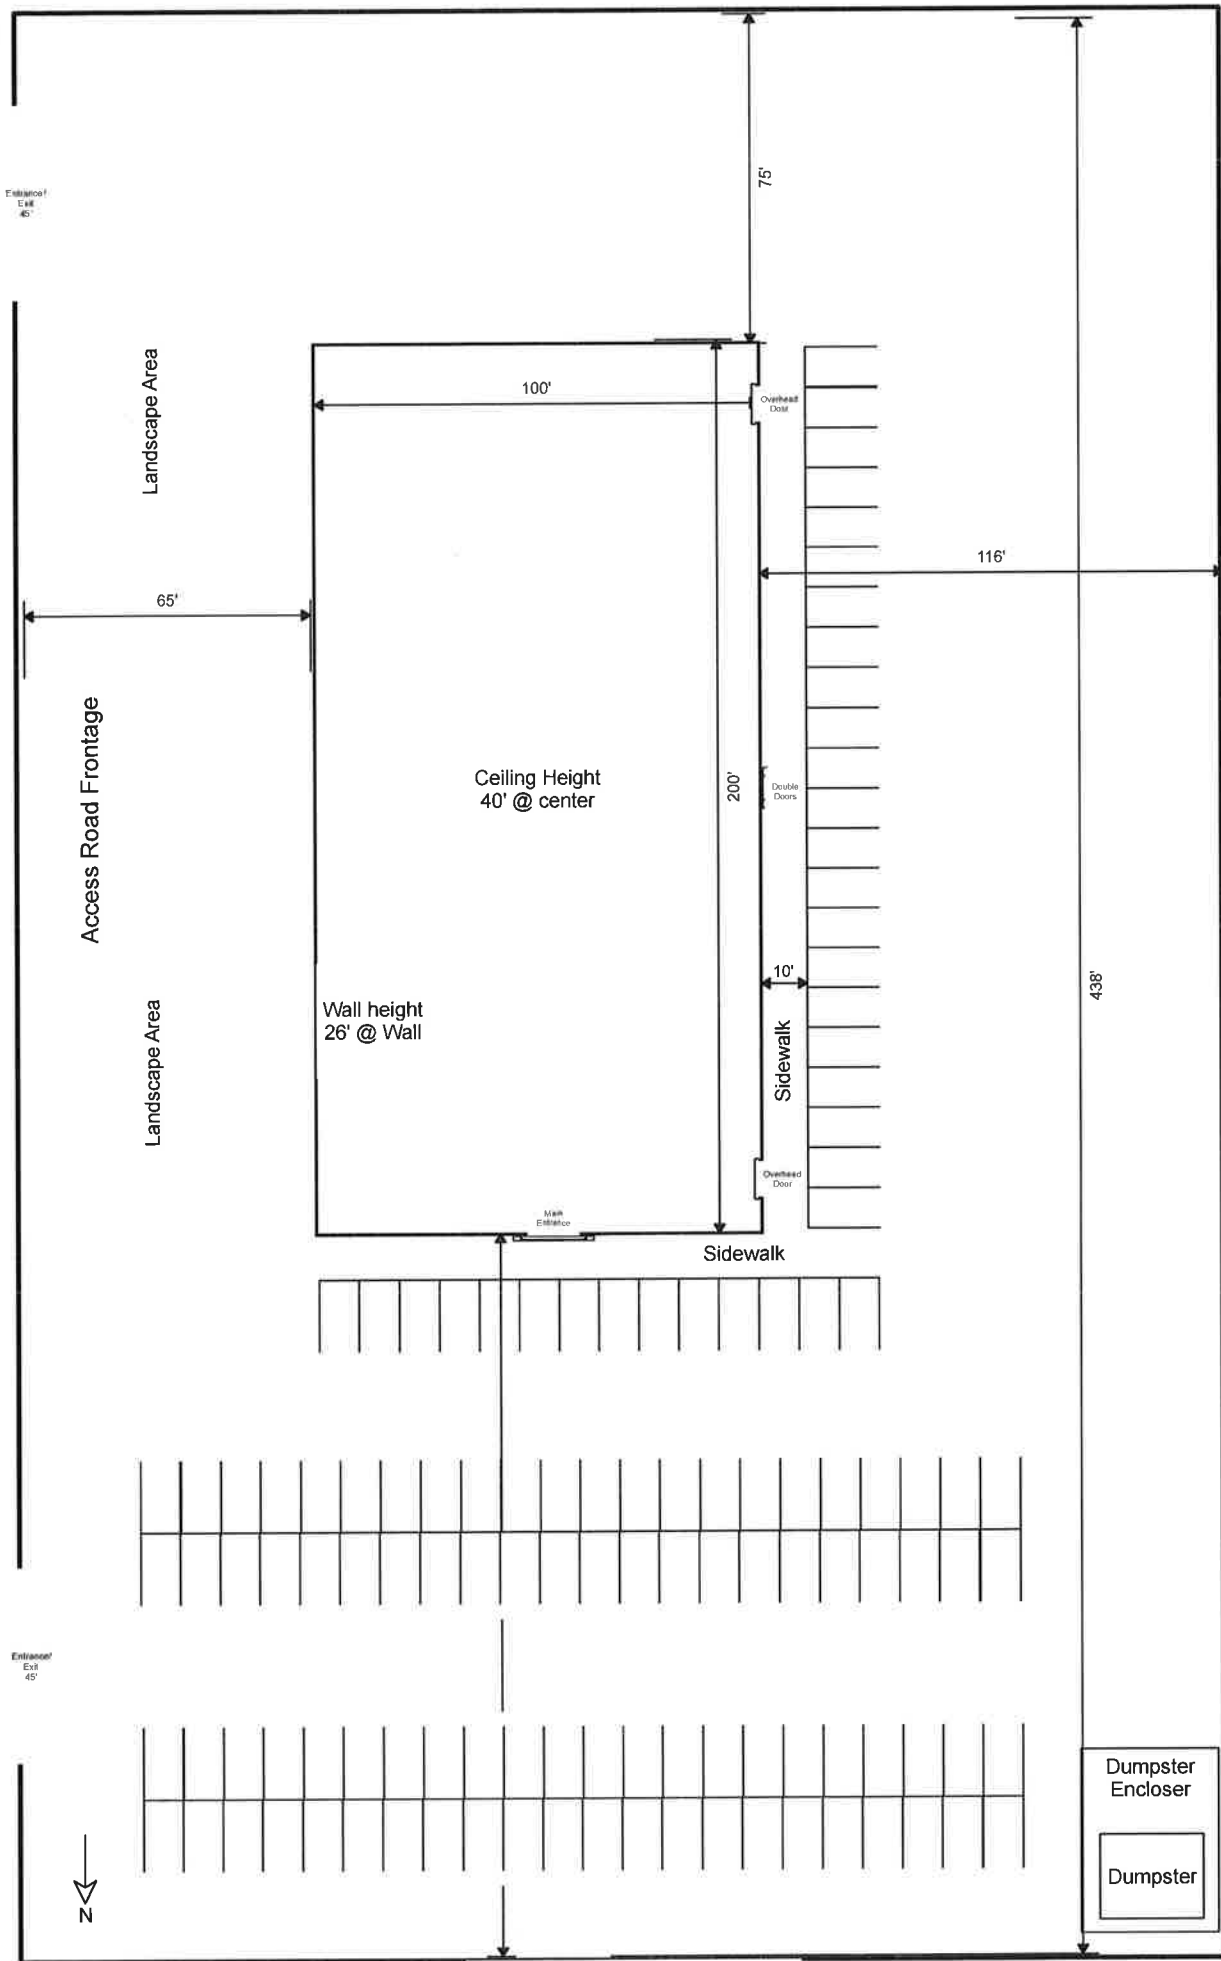 75'
Entrance/
Exit
45'
Landscape Area
100'
Overhead
Door
116'
65'
Access Road Frontage
Ceiling Height
40' @ center
200'
Double
Doors
10'
438'
Wall height
26' @ Wall
Landscape Area
Sidewalk
Overhead
Door
Main
Entrance
Sidewalk
Entrance/
Exit
45'
Dumpster
Encloser
Dumpster
N